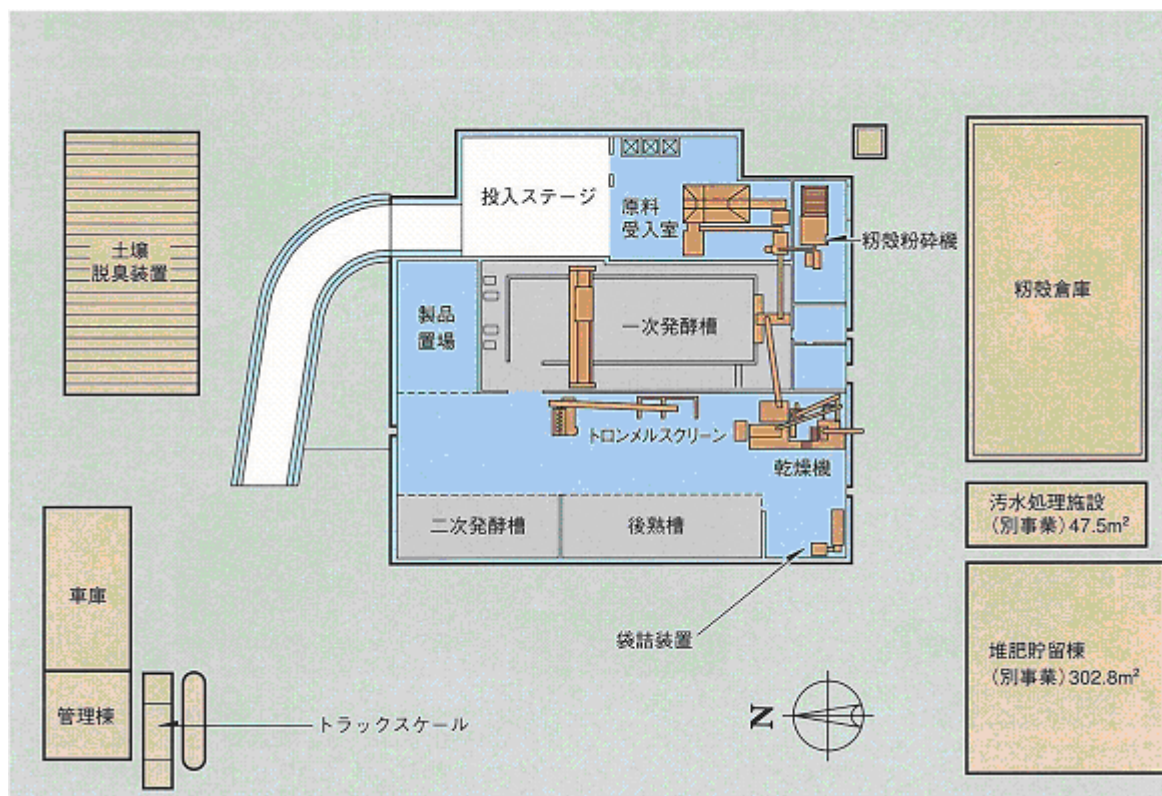 投入ステージ
原料
受入室
籾殻粉砕機
土壌
脱臭装置
籾殻倉庫
製品
置場
一次発酵槽
トロンメルスクリーン
乾燥機
二次発酵槽
後熟槽
汚水処理施設
(別事業)47.5m²
車庫
袋詰装置
堆肥貯留棟
(別事業)302.8m²
管理棟
トラックスケール
N